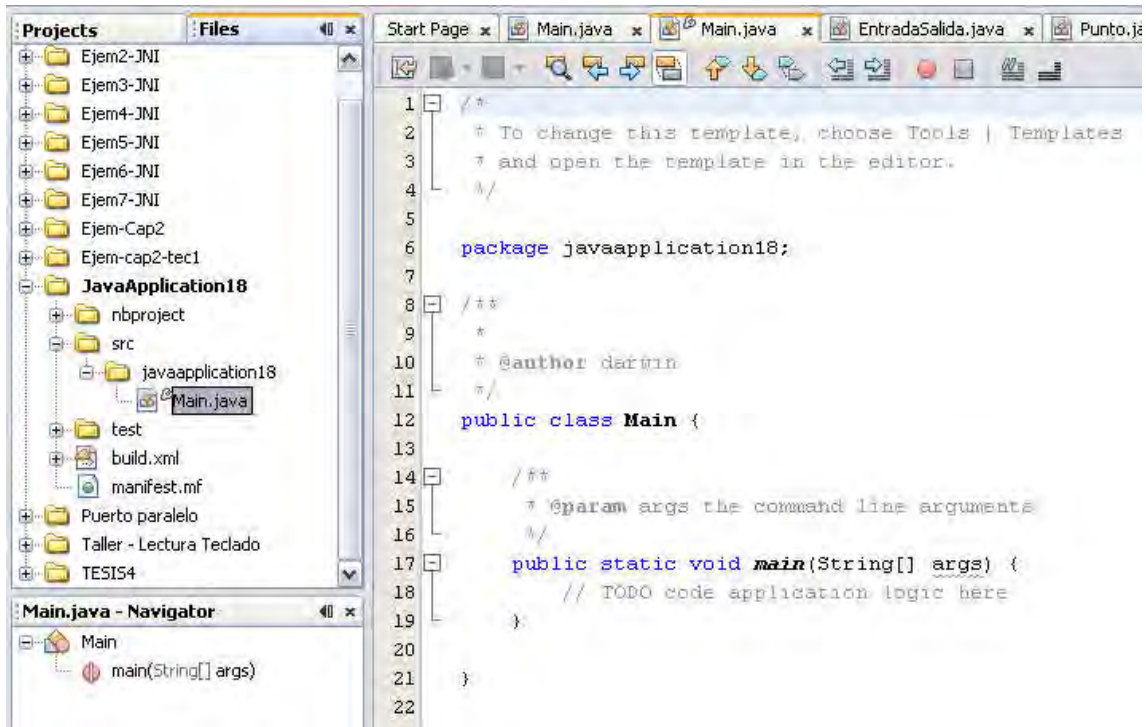 Projects
Files
Ejem2-JNI
Ejem3-JNI
Ejem4-JNI
Ejem5-JNI
Ejem6-JNI
Ejem7-JNI
Ejem-Cap2
Ejem-cap2-tec1
JavaApplication18
nbproject
src
javaapplication18
Main.java
test
build.xml
manifest.mf
Puerto paralelo
Taller - Lectura Teclado
TESIS4
Main.java - Navigator
Main
main(String[] args)
Start Page x Main.java x Main.java x EntradaSalida.java x Punto.ja
1 /*
2 * To change this template, choose Tools | Templates
3 * and open the template in the editor.
4 */
5
6 package javaapplication18;
7
8 /**
9 *
10 * @author darwin
11 */
12 public class Main {
13
14 /**
15 * @param args the command line arguments
16 */
17 public static void main(String[] args) {
18 // TODO code application logic here
19 }
20
21 }
22